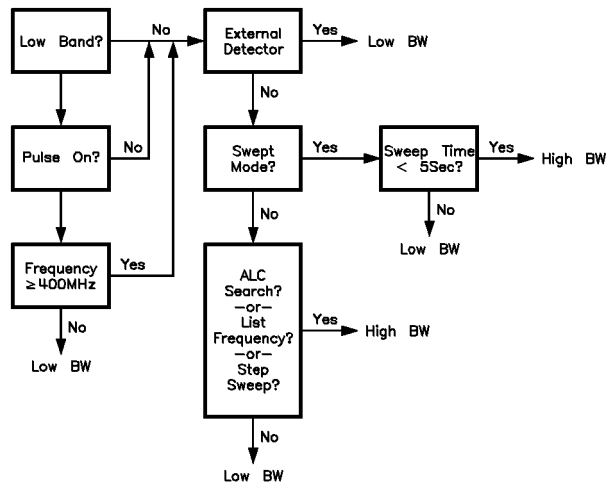 Low Band?
No
External
Detector
Yes
Low BW
No
Pulse On?
No
Swept
Mode?
Yes
Sweep Time
< 5Sec?
Yes
High BW
No
Low BW
No
Frequency
≥400MHz
Yes
No
Low BW
ALC
Search?
-or-
List
Frequency?
-or-
Step
Sweep?
Yes
High BW
No
Low BW